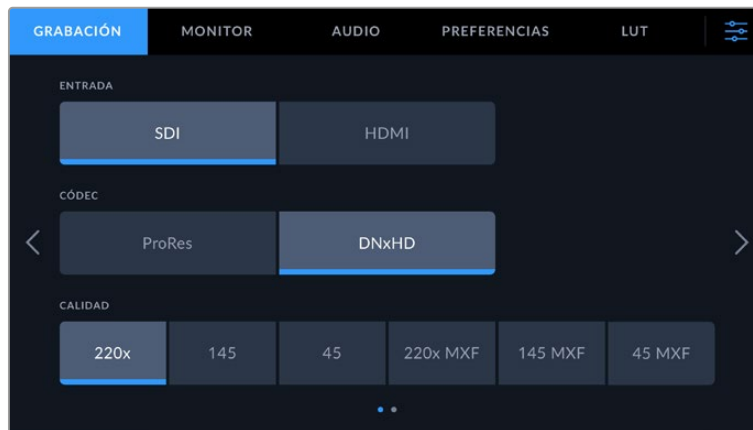 GRABACIÓN MONITOR AUDIO PREFERENCIAS LUT
ENTRADA
SDI HDMI
CÓDEC
ProRes DNxHD
CALIDAD
220x 145 45 220x MXF 145 MXF 45 MXF